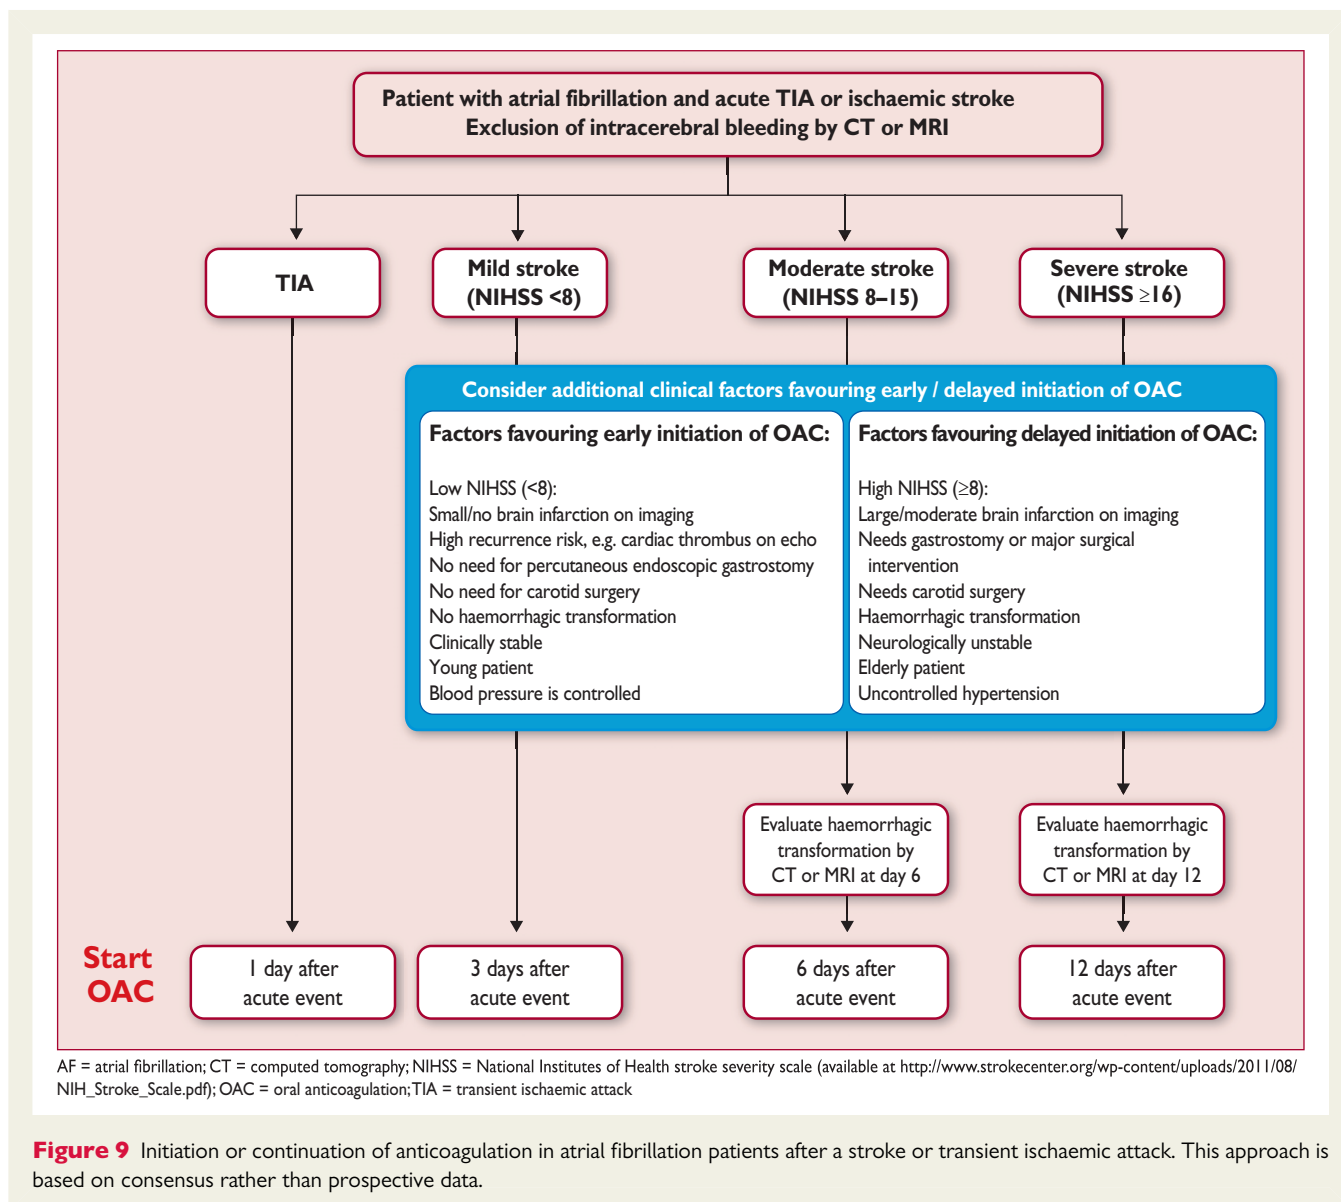 Patient with atrial fibrillation and acute TIA or ischaemic stroke
Exclusion of intracerebral bleeding by CT or MRI
TIA
Mild stroke
(NIHSS <8)
Moderate stroke
(NIHSS 8–15)
Severe stroke
(NIHSS ≥16)
Consider additional clinical factors favouring early / delayed initiation of OAC
Factors favouring early initiation of OAC:
Low NIHSS (<8):
Small/no brain infarction on imaging
High recurrence risk, e.g. cardiac thrombus on echo
No need for percutaneous endoscopic gastrostomy
No need for carotid surgery
No haemorrhagic transformation
Clinically stable
Young patient
Blood pressure is controlled
Factors favouring delayed initiation of OAC:
High NIHSS (≥8):
Large/moderate brain infarction on imaging
Needs gastrostomy or major surgical
intervention
Needs carotid surgery
Haemorrhagic transformation
Neurologically unstable
Elderly patient
Uncontrolled hypertension
Evaluate haemorrhagic
transformation by
CT or MRI at day 6
Evaluate haemorrhagic
transformation by
CT or MRI at day 12
Start
OAC
1 day after
acute event
3 days after
acute event
6 days after
acute event
12 days after
acute event
AF = atrial fibrillation; CT = computed tomography; NIHSS = National Institutes of Health stroke severity scale (available at http://www.strokecenter.org/wp-content/uploads/2011/08/
NIH_Stroke_Scale.pdf); OAC = oral anticoagulation; TIA = transient ischaemic attack
Figure 9 Initiation or continuation of anticoagulation in atrial fibrillation patients after a stroke or transient ischaemic attack. This approach is
based on consensus rather than prospective data.